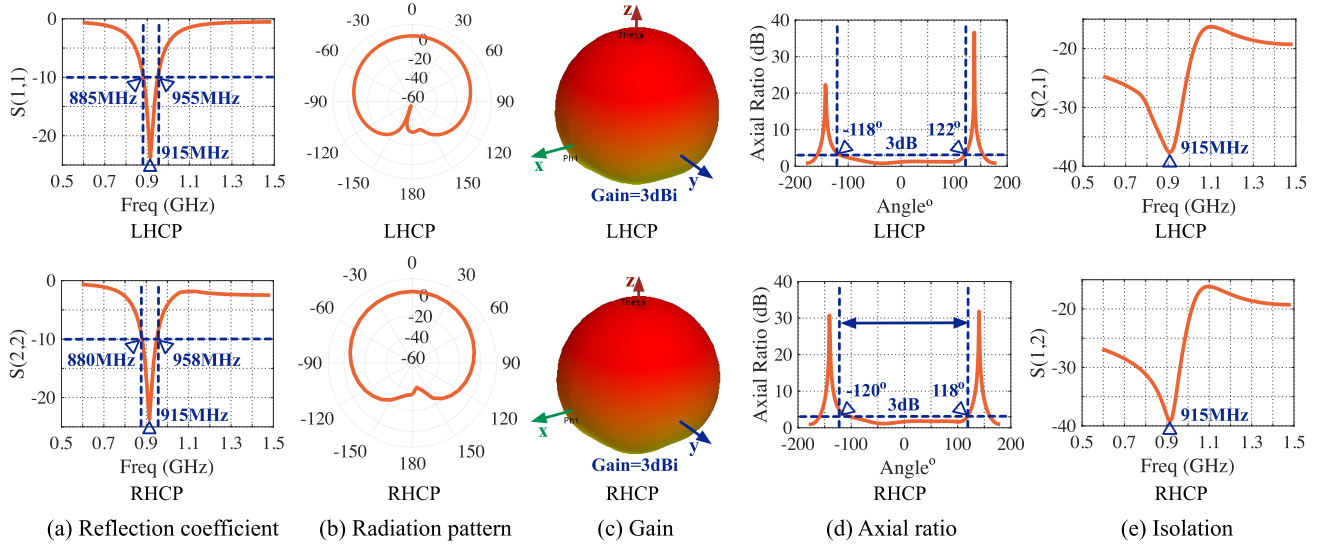 0
-10
-20
S(1,1)
885MHz
955MHz
915MHz
0.5 0.7 0.9 1.1 1.3 1.5
Freq (GHz)
LHCP
0
-30 30
-60 60
-90 90
-120 120
-150 150
180
0
-20
-40
-60
LHCP
z
Theta
x
Phi
y
Gain=3dBi
LHCP
40
30
20
10
0
Axial Ratio (dB)
-118°
122°
3dB
-200 -100 0 100 200
Angle°
LHCP
-20
-30
-40
S(2,1)
915MHz
0.6 0.7 0.9 1.1 1.3 1.5
Freq (GHz)
LHCP
0
-10
-20
S(2,2)
880MHz
958MHz
915MHz
0.5 0.7 0.9 1.1 1.3 1.5
Freq (GHz)
RHCP
0
-30 30
-60 60
-90 90
-120 120
-150 150
180
0
-20
-40
-60
RHCP
z
Theta
x
Phi
y
Gain=3dBi
RHCP
40
30
20
10
0
Axial Ratio (dB)
-120°
118°
3dB
-200 -100 0 100 200
Angle°
RHCP
-20
-30
-40
S(1,2)
915MHz
0.5 0.7 0.9 1.1 1.3 1.5
Freq (GHz)
RHCP
(a) Reflection coefficient
(b) Radiation pattern
(c) Gain
(d) Axial ratio
(e) Isolation